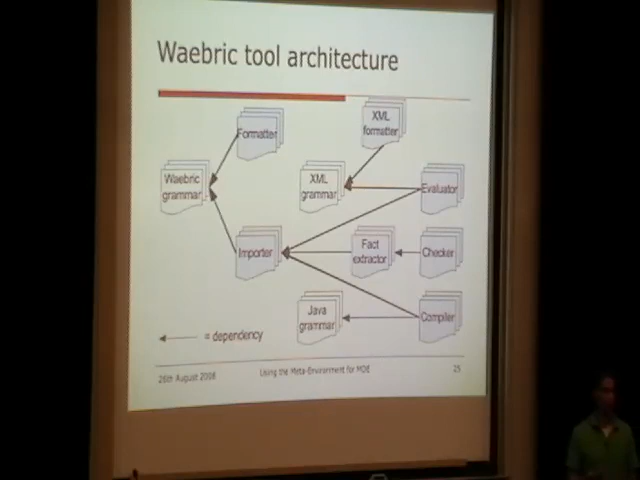 Waebric tool architecture
Formatter
XML
formatter
Waebric
grammar
XML
grammar
Evaluator
Importer
Fact
extractor
Checker
Java
grammar
Compiler
= dependency
26th August 2008
Using the Meta-Environment for MDE
25